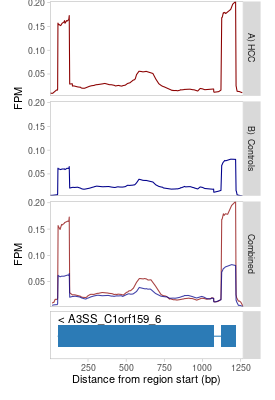 0.20
0.15
0.10
0.05
FPM
A) HCC
0.20
0.15
0.10
0.05
B) Controls
0.20
0.15
0.10
0.05
FPM
Combined
< A3SS_C1orf159_6
250 500 750 1000 1250
Distance from region start (bp)